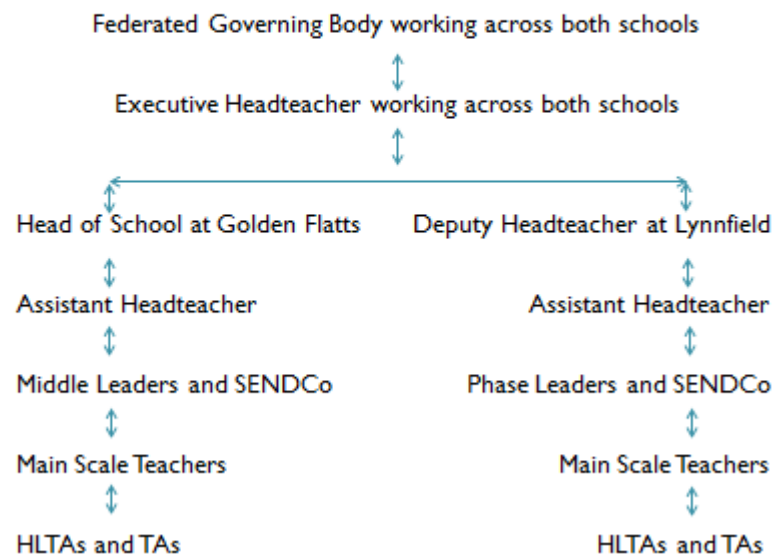 Federated Governing Body working across both schools
Executive Headteacher working across both schools
Head of School at Golden Flatts
Deputy Headteacher at Lynnfield
Assistant Headteacher
Assistant Headteacher
Middle Leaders and SENDCo
Phase Leaders and SENDCo
Main Scale Teachers
Main Scale Teachers
HLTAs and TAs
HLTAs and TAs